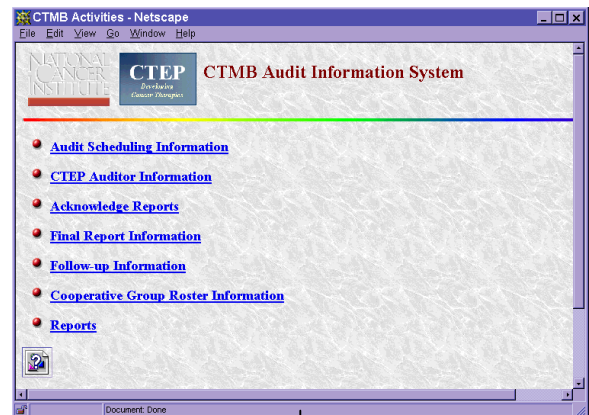 CTMB Activities - Netscape
File Edit View Go Window Help
NATIONAL
CANCER
INSTITUTE
CTEP
Developing
Cancer Therapies
CTMB Audit Information System
Audit Scheduling Information
CTEP Auditor Information
Acknowledge Reports
Final Report Information
Follow-up Information
Cooperative Group Roster Information
Reports
Document: Done